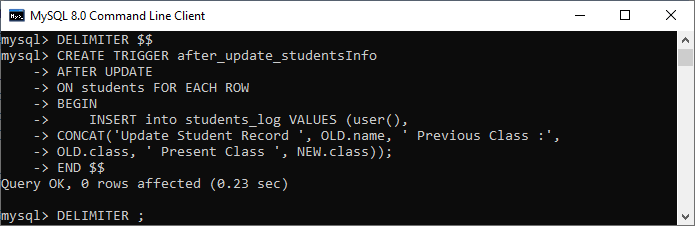 MySQL 8.0 Command Line Client
mysql> DELIMITER $$
mysql> CREATE TRIGGER after_update_studentsInfo
    -> AFTER UPDATE
    -> ON students FOR EACH ROW
    -> BEGIN
    ->     INSERT into students_log VALUES (user(),
    -> CONCAT('Update Student Record ', OLD.name, ' Previous Class :',
    -> OLD.class, ' Present Class ', NEW.class));
    -> END $$
Query OK, 0 rows affected (0.23 sec)
mysql> DELIMITER ;